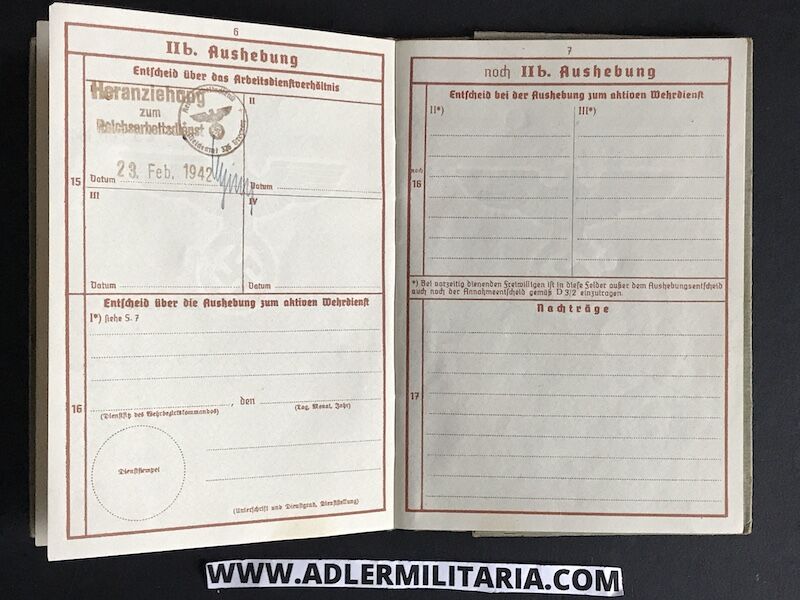 6
IIb. Aushebung
Entscheid über das Arbeitsdienstverhältnis
Heranziehung
zum
Reichsarbeitsdienst
II
23. Feb. 1942
15
Datum
Datum
III
IV
Datum
Datum
Entscheid über die Aushebung zum aktiven Wehrdienst
I*) siehe S. 7
16
, den
(Dienstsitz des Wehrbezirkkommandos)
(Tag, Monat, Jahr)
Dienststempel
(Unterschrift und Dienstgrad, Dienststellung)
7
noch IIb. Aushebung
Entscheid bei der Aushebung zum aktiven Wehrdienst
II*)
III*)
noch
16
*) Bei vorzeitig dienenden Freiwilligen ist in diese Felder außer dem Aushebungsentscheid
auch noch der Annahmeentscheid gemäß D 3/2 einzutragen.
Nachträge
17
WWW.ADLERMILITARIA.COM